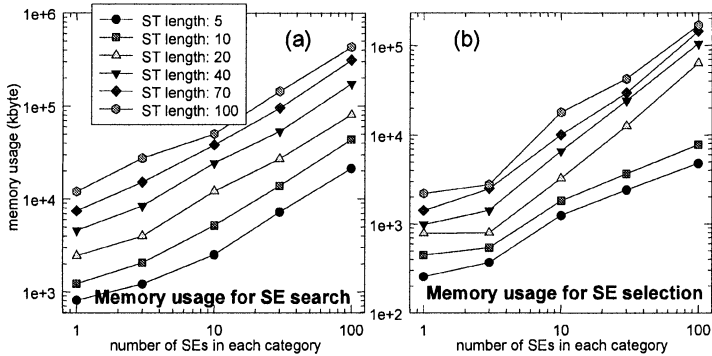 1e+6
1e+5
1e+4
1e+3
memory usage (kbyte)
ST length: 5
ST length: 10
ST length: 20
ST length: 40
ST length: 70
ST length: 100
(a)
Memory usage for SE search
1
10
100
number of SEs in each category
(b)
1e+5
1e+4
1e+3
1e+2
Memory usage for SE selection
1
10
100
number of SEs in each category